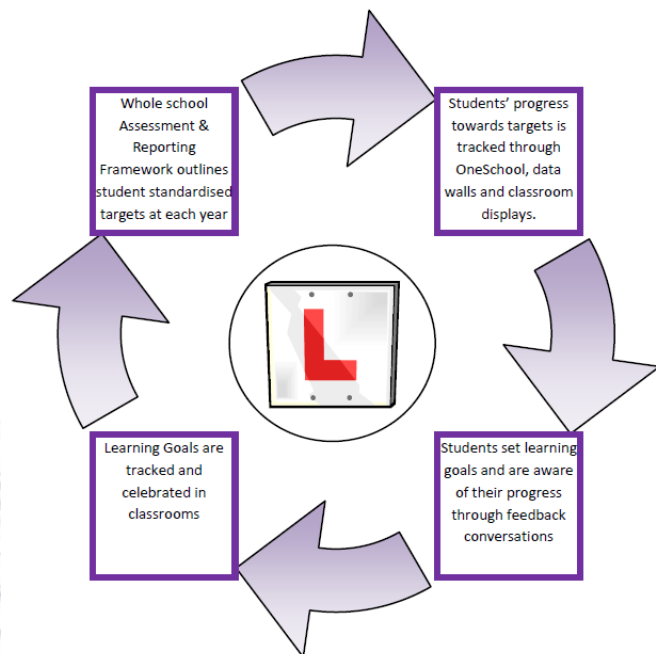 Whole school
Assessment &
Reporting
Framework outlines
student standardised
targets at each year
Students’ progress
towards targets is
tracked through
OneSchool, data
walls and classroom
displays.
L
Learning Goals are
tracked and
celebrated in
classrooms
Students set learning
goals and are aware
of their progress
through feedback
conversations